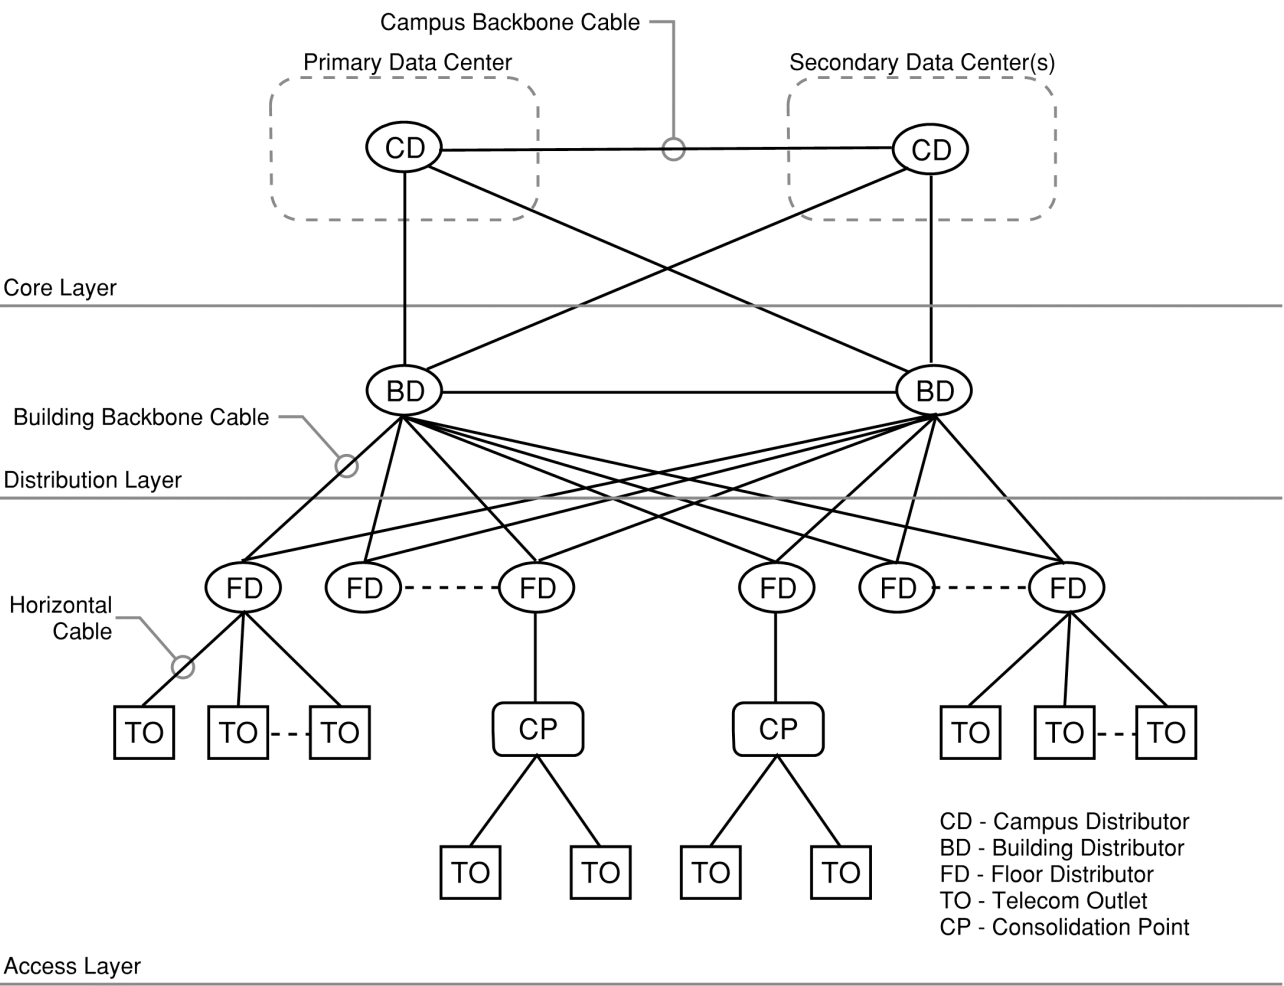 Campus Backbone Cable
Primary Data Center
Secondary Data Center(s)
CD
CD
Core Layer
BD
BD
Building Backbone Cable
Distribution Layer
FD
FD
FD
FD
FD
FD
Horizontal
Cable
TO
TO
TO
CP
CP
TO
TO
TO
TO
TO
TO
TO
CD - Campus Distributor
BD - Building Distributor
FD - Floor Distributor
TO - Telecom Outlet
CP - Consolidation Point
Access Layer